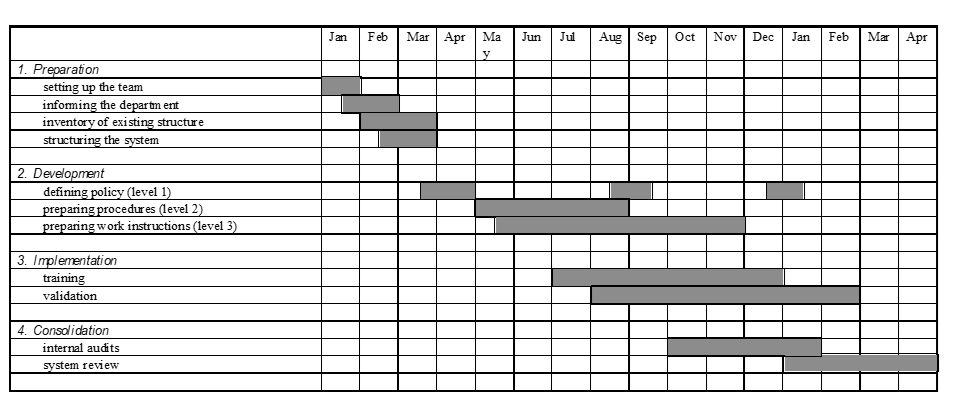 Jan Feb Mar Apr Ma y Jun Jul Aug Sep Oct Nov Dec Jan Feb Mar Apr
1. Preparation
setting up the team
informing the department
inventory of existing structure
structuring the system
2. Development
defining policy (level 1)
preparing procedures (level 2)
preparing work instructions (level 3)
3. Implementation
training
validation
4. Consolidation
internal audits
system review